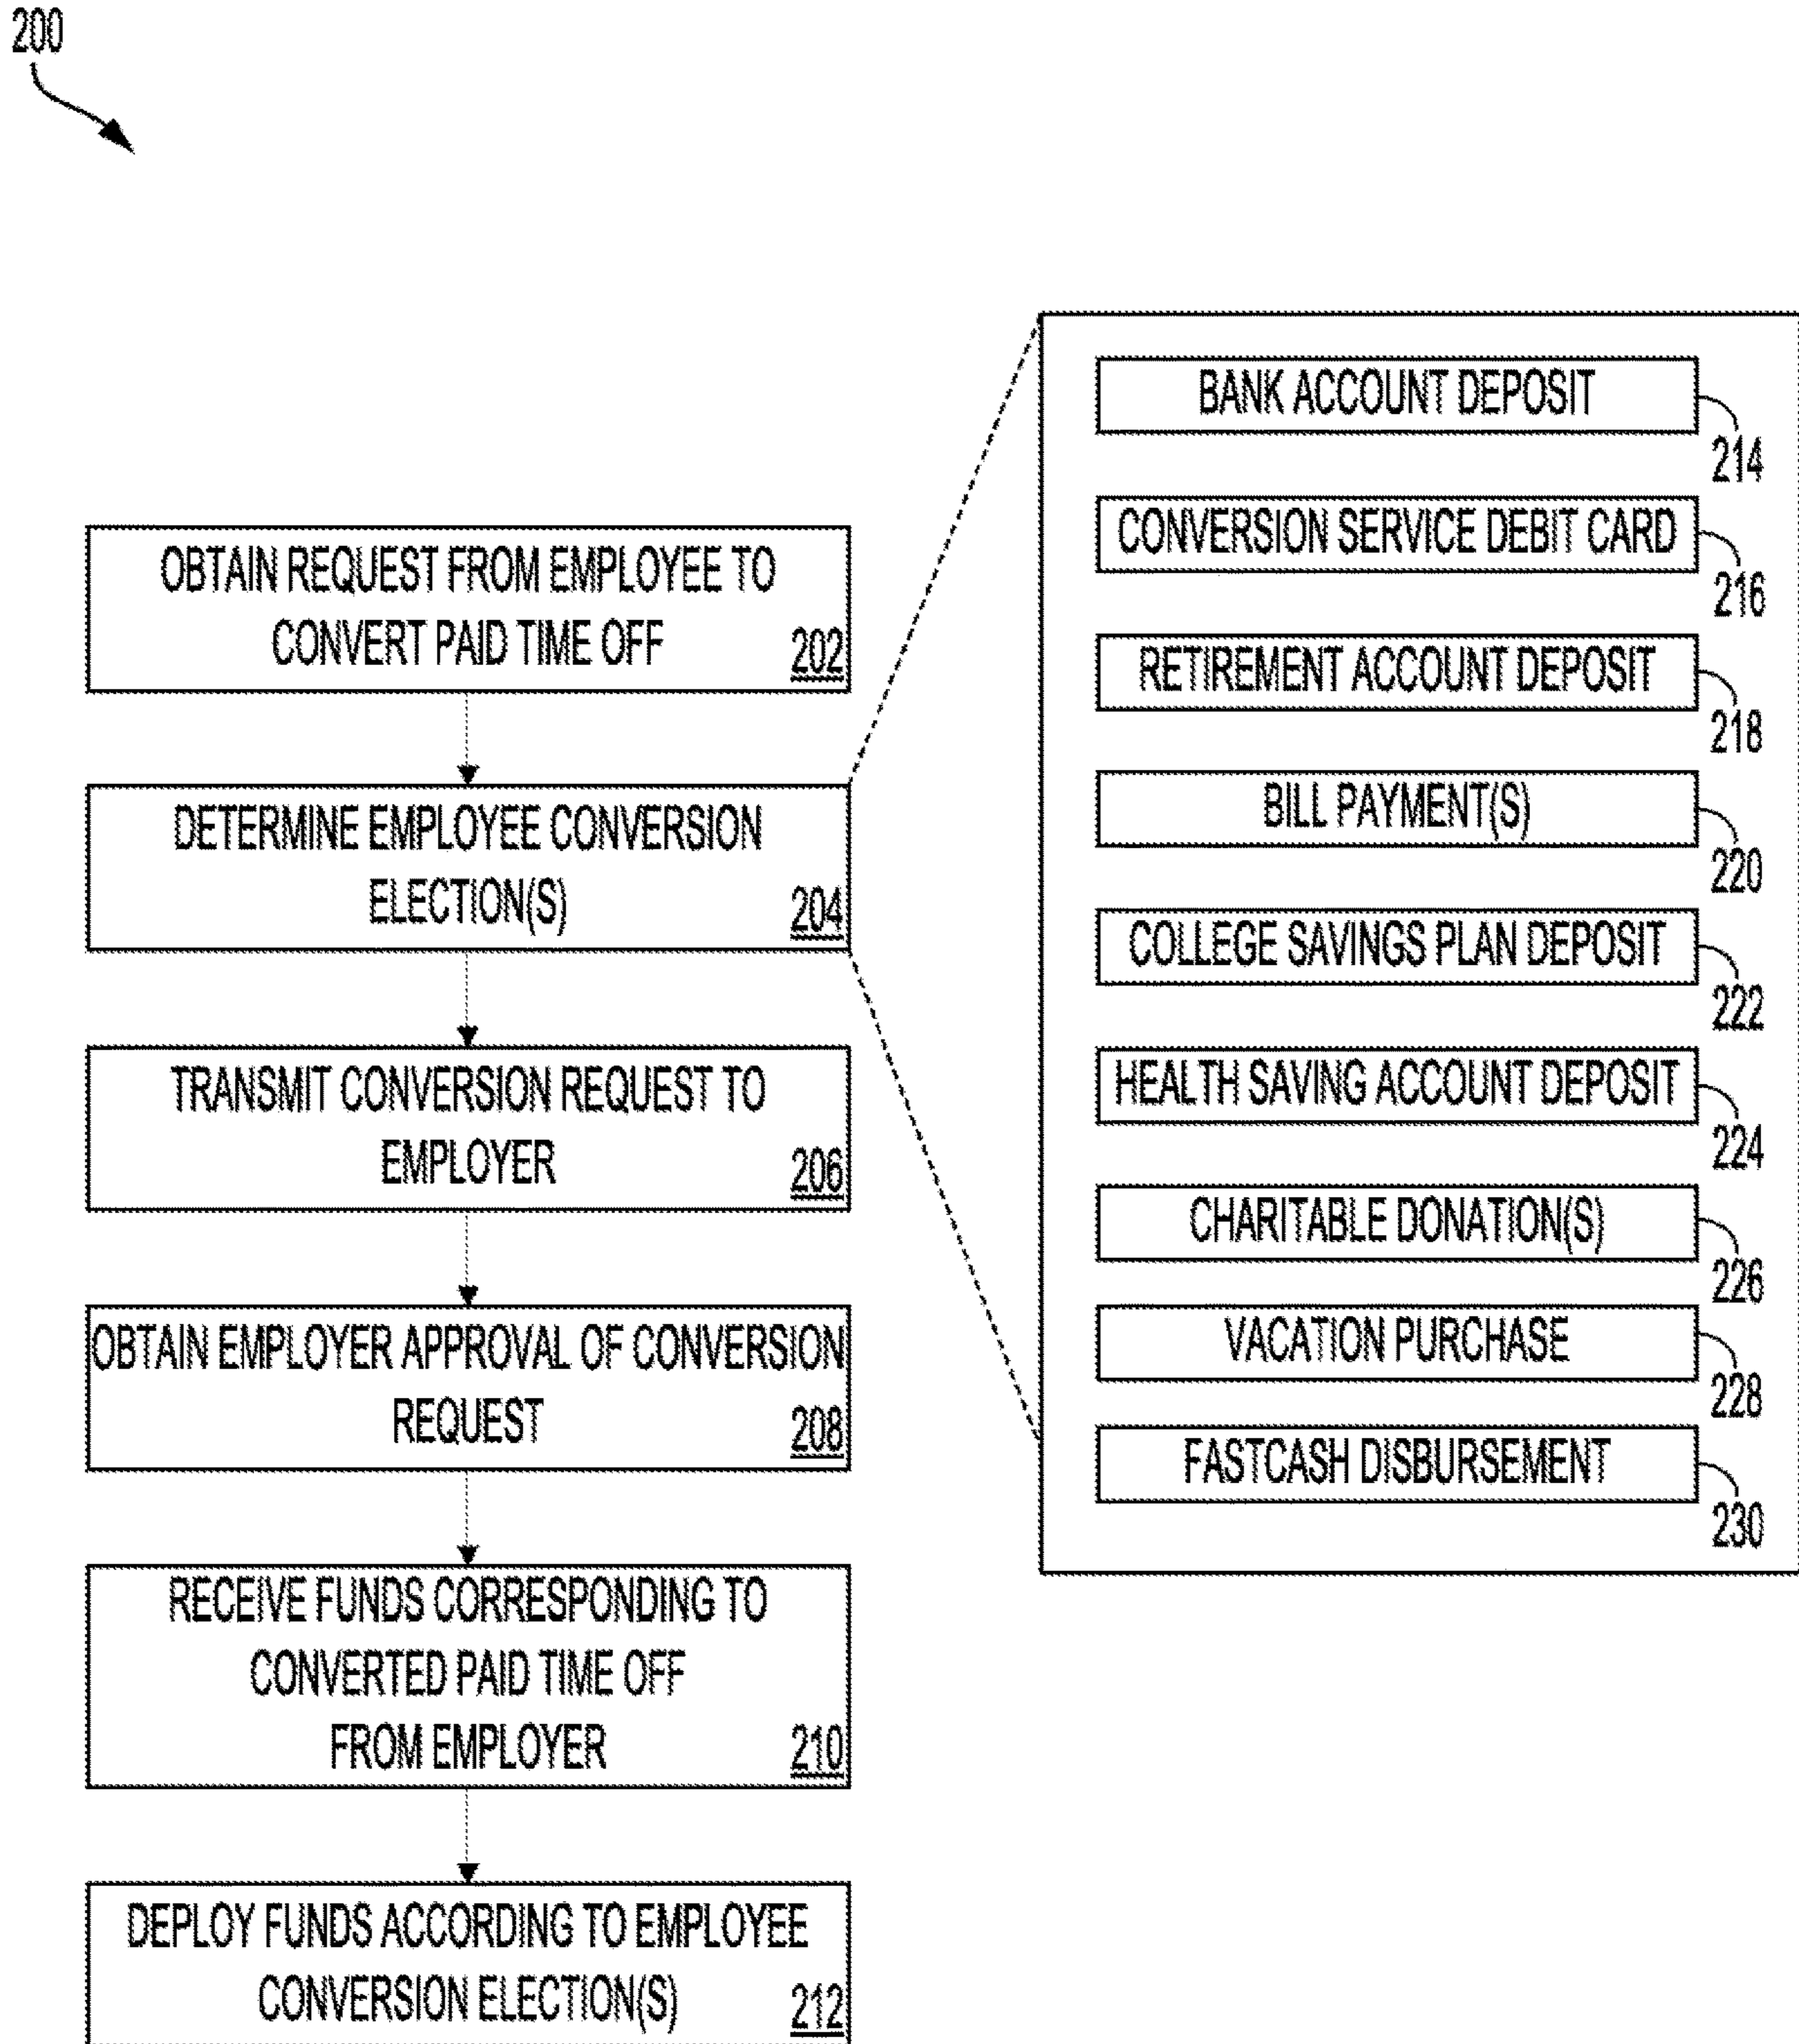 200
OBTAIN REQUEST FROM EMPLOYEE TO
CONVERT PAID TIME OFF
202
DETERMINE EMPLOYEE CONVERSION
ELECTION(S)
204
TRANSMIT CONVERSION REQUEST TO
EMPLOYER
206
OBTAIN EMPLOYER APPROVAL OF CONVERSION
REQUEST
208
RECEIVE FUNDS CORRESPONDING TO
CONVERTED PAID TIME OFF
FROM EMPLOYER
210
DEPLOY FUNDS ACCORDING TO EMPLOYEE
CONVERSION ELECTION(S)
212
BANK ACCOUNT DEPOSIT
214
CONVERSION SERVICE DEBIT CARD
216
RETIREMENT ACCOUNT DEPOSIT
218
BILL PAYMENT(S)
220
COLLEGE SAVINGS PLAN DEPOSIT
222
HEALTH SAVING ACCOUNT DEPOSIT
224
CHARITABLE DONATION(S)
226
VACATION PURCHASE
228
FASTCASH DISBURSEMENT
230